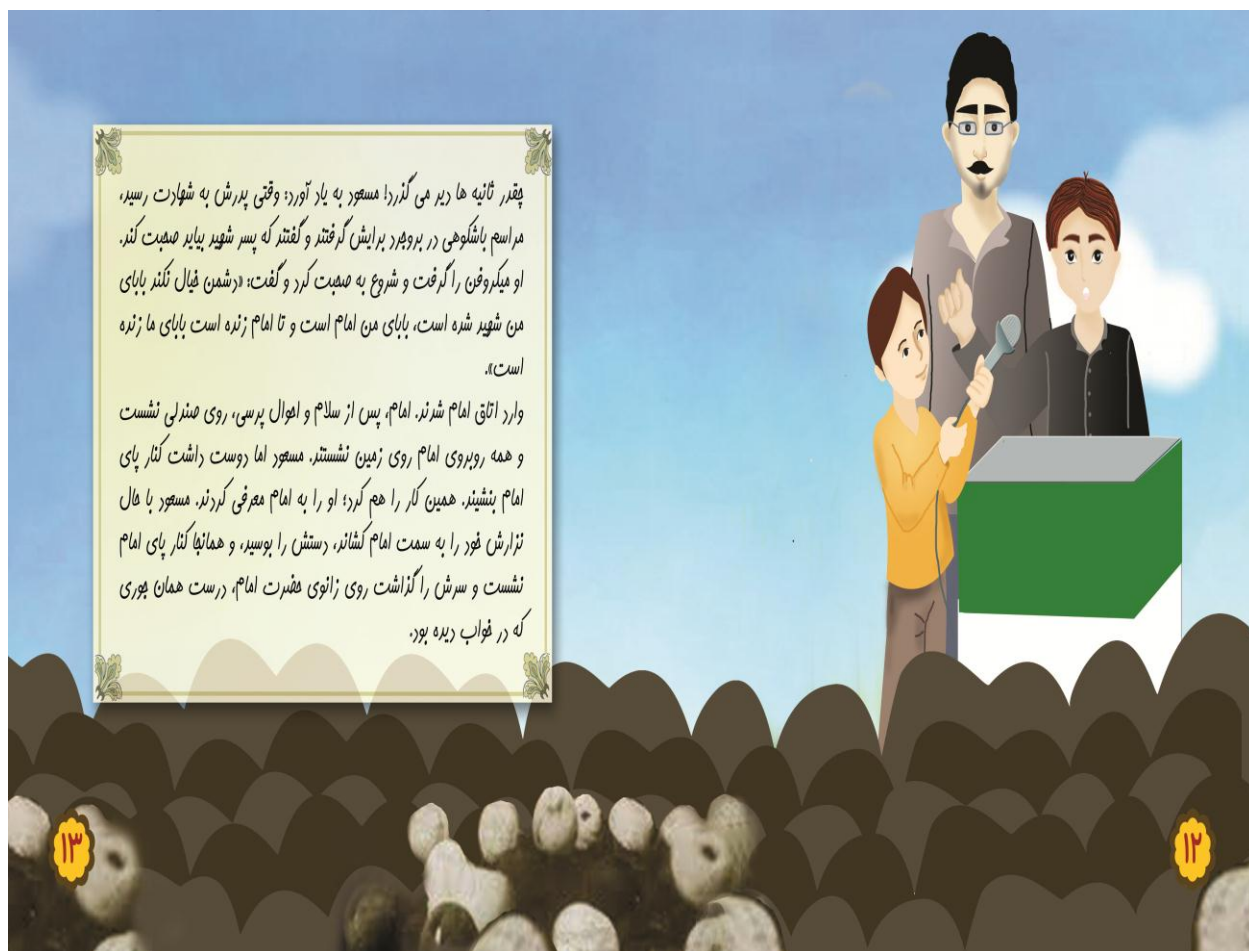 چقدر ثانیه ها دیر می گذرد! مسعود به یاد آورد؛ وقتی پدرش به شهادت رسید،
مراسم باشکوهی در بروجرد برایش گرفتند و گفتند که پسر شهید بیاید صحبت کند.
او میکروفن را گرفت و شروع به صحبت کرد و گفت: «دشمن خیال نکند بابای
من شهید شده است، بابای من امام است و تا امام زنده است بابای ما زنده
است».
وارد اتاق امام شدند. امام، پس از سلام و احوال پرسی، روی صندلی نشست
و همه روبروی امام روی زمین نشستند. مسعود اما دوست داشت کنار پای
امام بنشیند. همین کار را هم کرد؛ او را به امام معرفی کردند. مسعود با حال
نزارش خود را به سمت امام کشاند، دستش را بوسید، و همانجا کنار پای امام
نشست و سرش را گذاشت روی زانوی حضرت امام، درست همان جوری
که در خواب دیده بود.
۱۲
۱۳